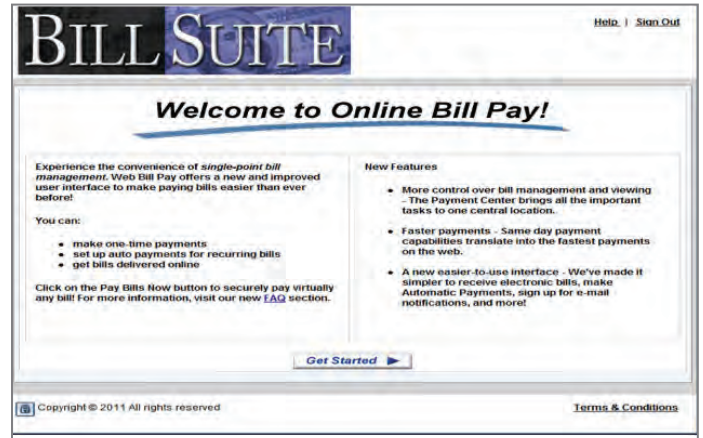 BILL SUITE
Help | Sign Out
Welcome to Online Bill Pay!
Experience the convenience of single-point bill
management. Web Bill Pay offers a new and improved
user interface to make paying bills easier than ever
before!
You can:
• make one-time payments
• set up auto payments for recurring bills
• get bills delivered online
Click on the Pay Bills Now button to securely pay virtually
any bill! For more information, visit our new FAQ section.
New Features
• More control over bill management and viewing
- The Payment Center brings all the important
tasks to one central location.
• Faster payments - Same day payment
capabilities translate into the fastest payments
on the web.
• A new easier-to-use interface - We've made it
simpler to receive electronic bills, make
Automatic Payments, sign up for e-mail
notifications, and more!
Get Started
Copyright © 2011 All rights reserved
Terms & Conditions